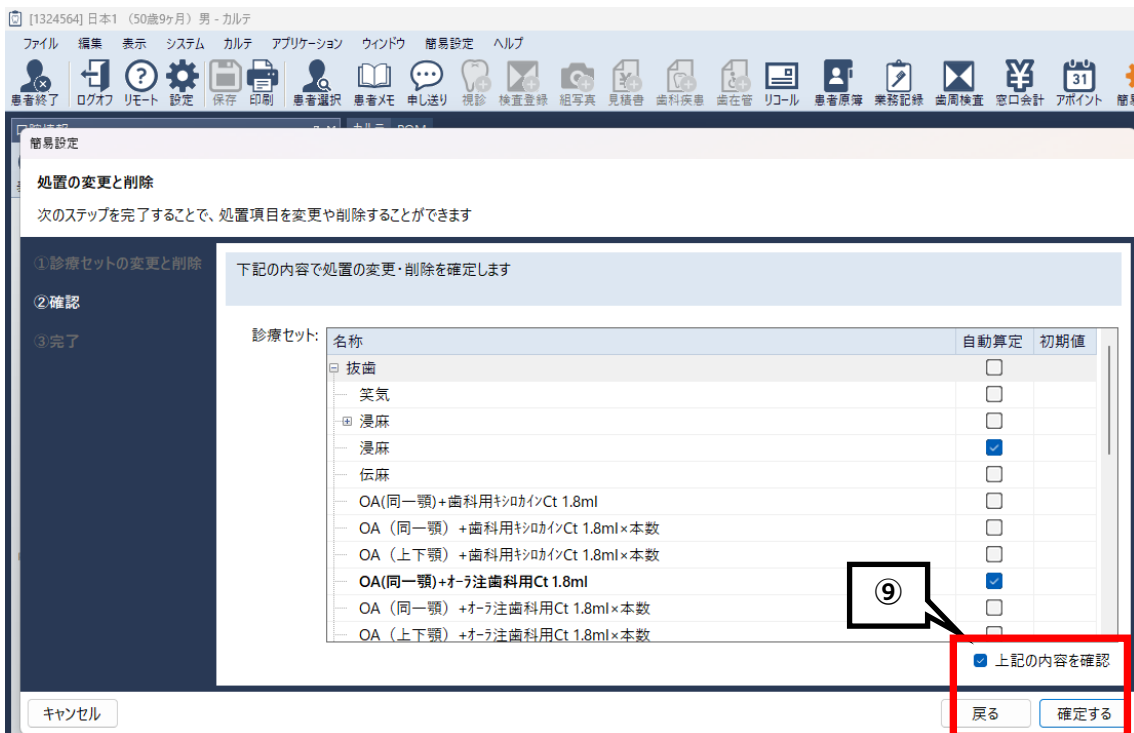 [1324564] 日本1 （50歳9ヶ月）男 - カルテ
ファイル 編集 表示 システム カルテ アプリケーション ウィンドウ 簡易設定 ヘルプ
患者終了 ログオフ リモート 設定 保存 印刷 患者選択 患者メモ 申し送り 視診 検査登録 組写真 見積書 歯科疾患 歯在管 リコール 患者原簿 業務記録 歯周検査 窓口会計 アポイント
31
簡易設定
処置の変更と削除
次のステップを完了することで、処置項目を変更や削除することができます
①診療セットの変更と削除
②確認
③完了
下記の内容で処置の変更・削除を確定します
診療セット:
名称 自動算定 初期値
抜歯
笑気
浸麻
浸麻
伝麻
OA(同一顎)+歯科用ｷｼﾛｶｲﾝCt 1.8ml
OA（同一顎）+歯科用ｷｼﾛｶｲﾝCt 1.8ml×本数
OA（上下顎）+歯科用ｷｼﾛｶｲﾝCt 1.8ml×本数
OA(同一顎)+ｵｰﾗ注歯科用Ct 1.8ml
OA（同一顎）+ｵｰﾗ注歯科用Ct 1.8ml×本数
OA（上下顎）+ｵｰﾗ注歯科用Ct 1.8ml×本数
⑨
上記の内容を確認
キャンセル 戻る 確定する